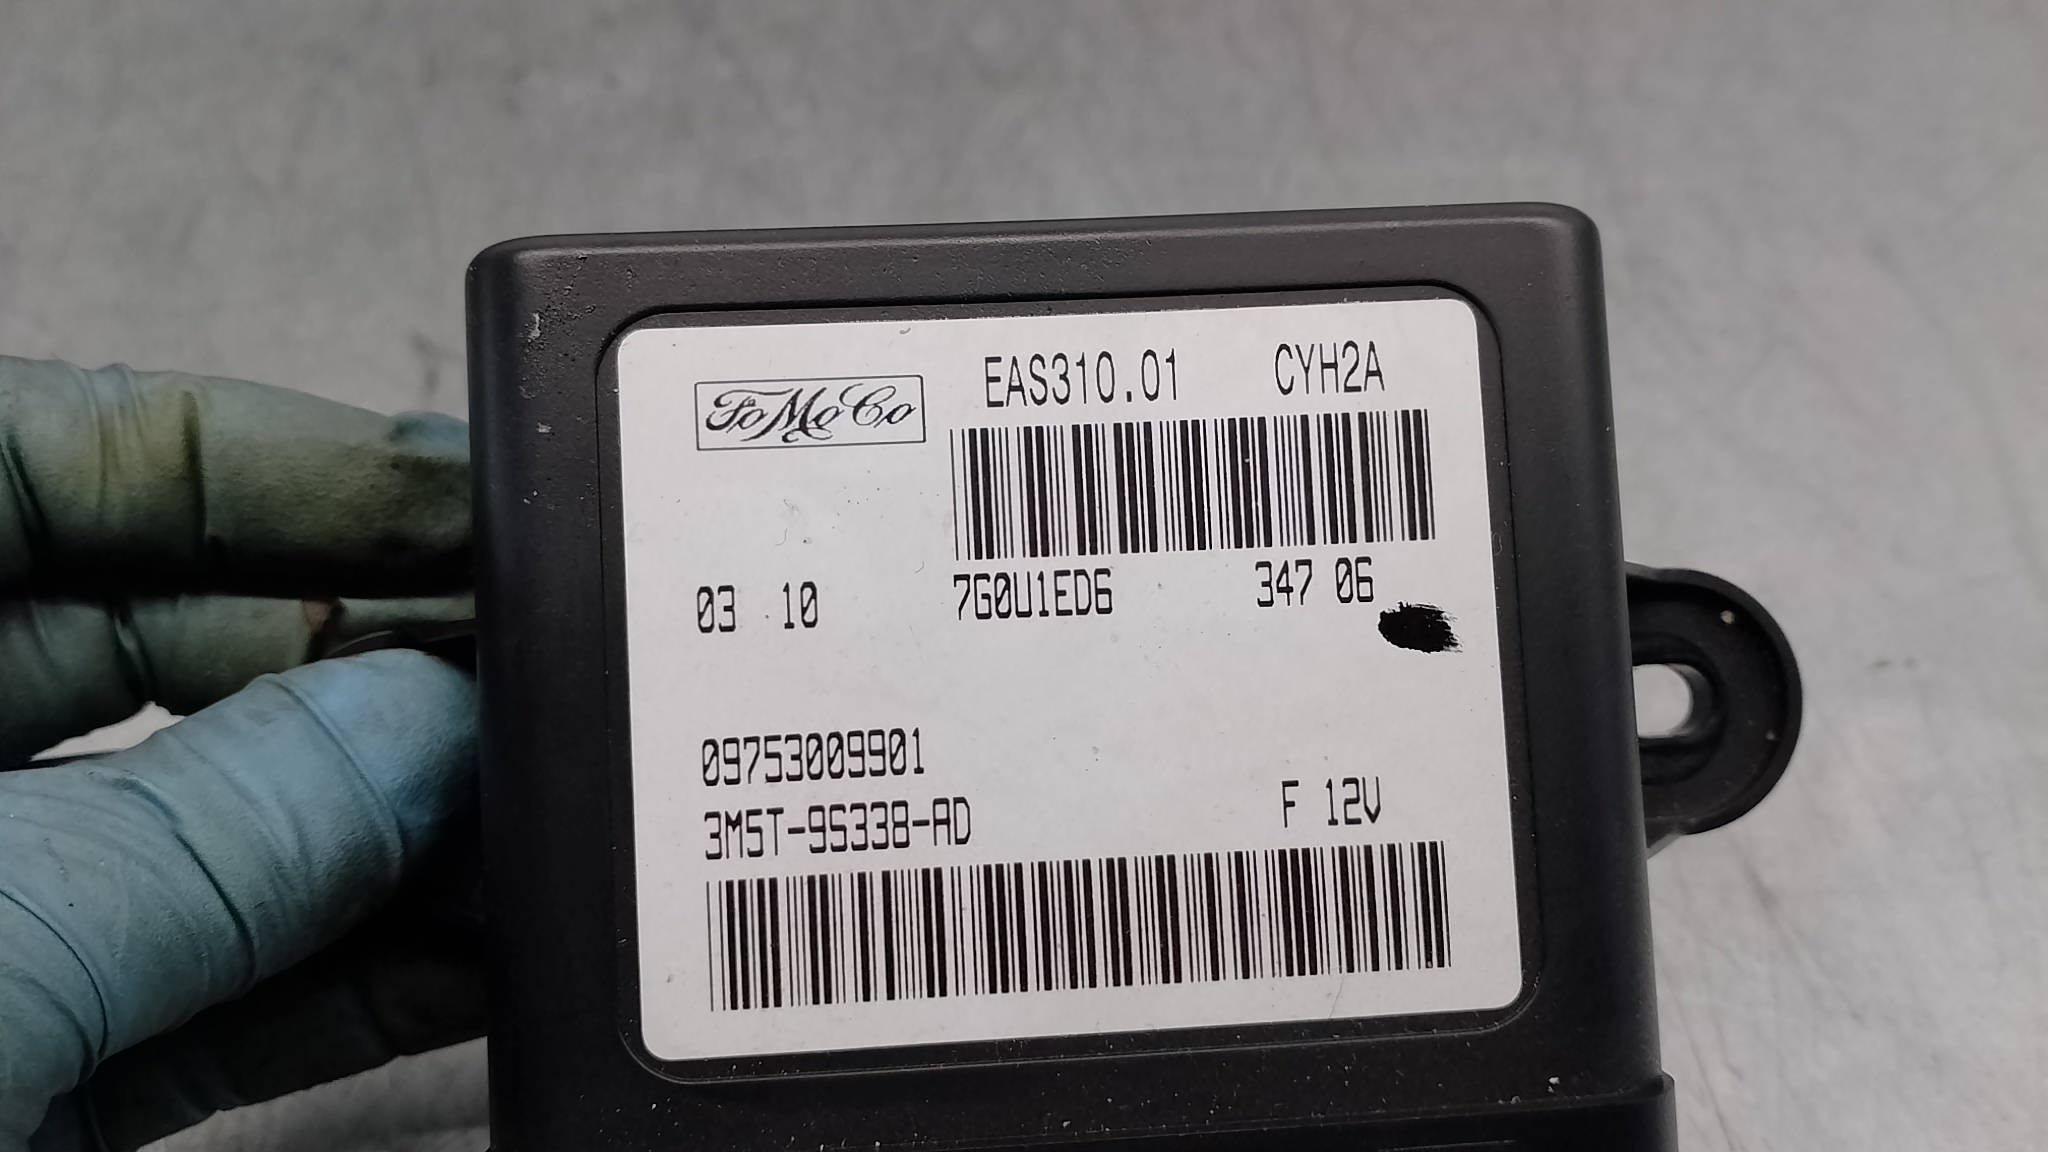 FoMoCo EAS310.01 CYH2A
03 10 7G0U1ED6 347 06
09753009901
3M5T-9S338-AD F 12V